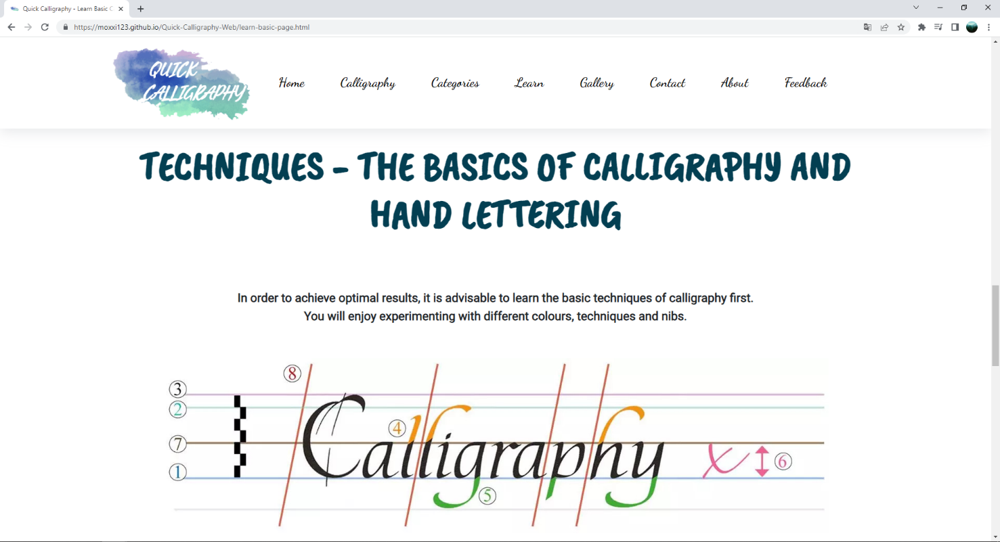 Quick Calligraphy - Learn Basic C
https://moxxi123.github.io/Quick-Calligraphy-Web/learn-basic-page.html
QUICK
CALLIGRAPHY
Home Calligraphy Categories Learn Gallery Contact About Feedback
TECHNIQUES - THE BASICS OF CALLIGRAPHY AND
HAND LETTERING
In order to achieve optimal results, it is advisable to learn the basic techniques of calligraphy first.
You will enjoy experimenting with different colours, techniques and nibs.
8
3
2
4
7
1
Calligraphy
x
6
5